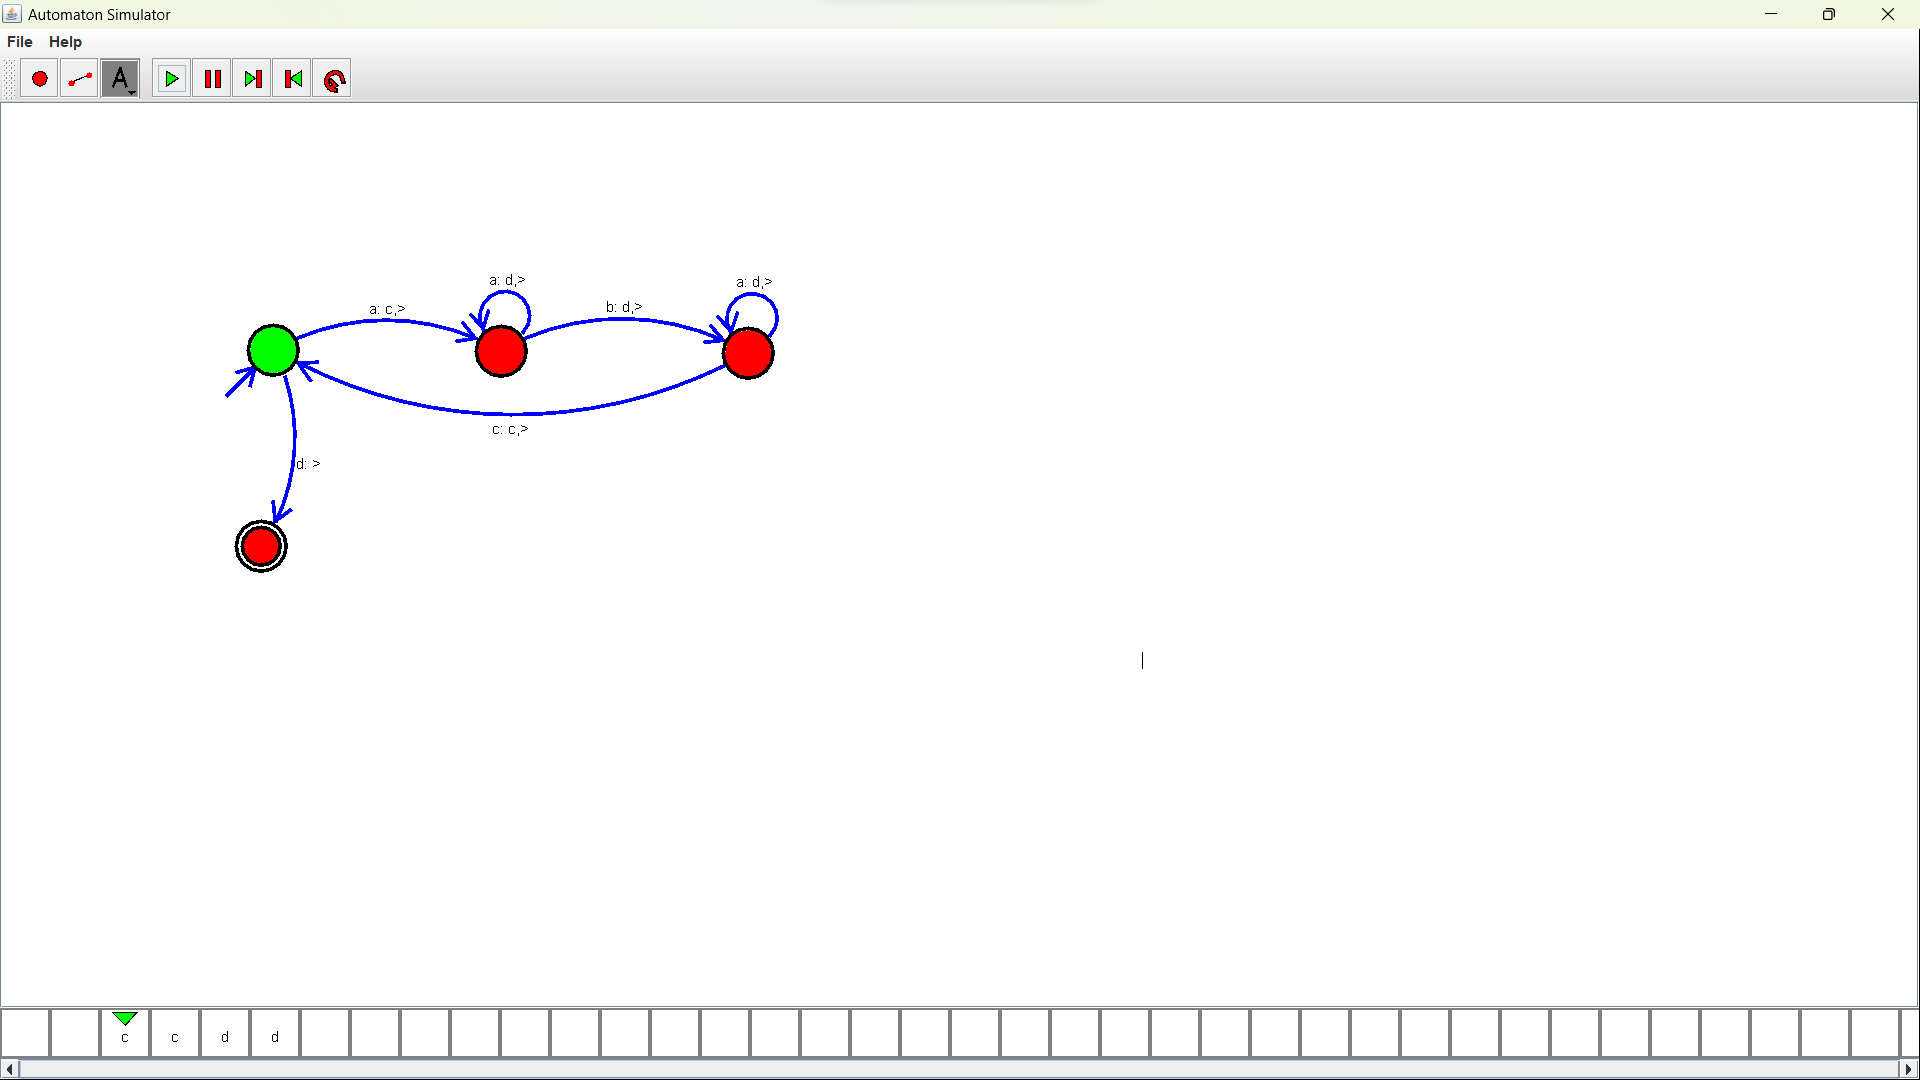 Automaton Simulator
File Help
A
a: d,>
a: d,>
a: c,>
b: d,>
c: c,>
d: >
c c d d